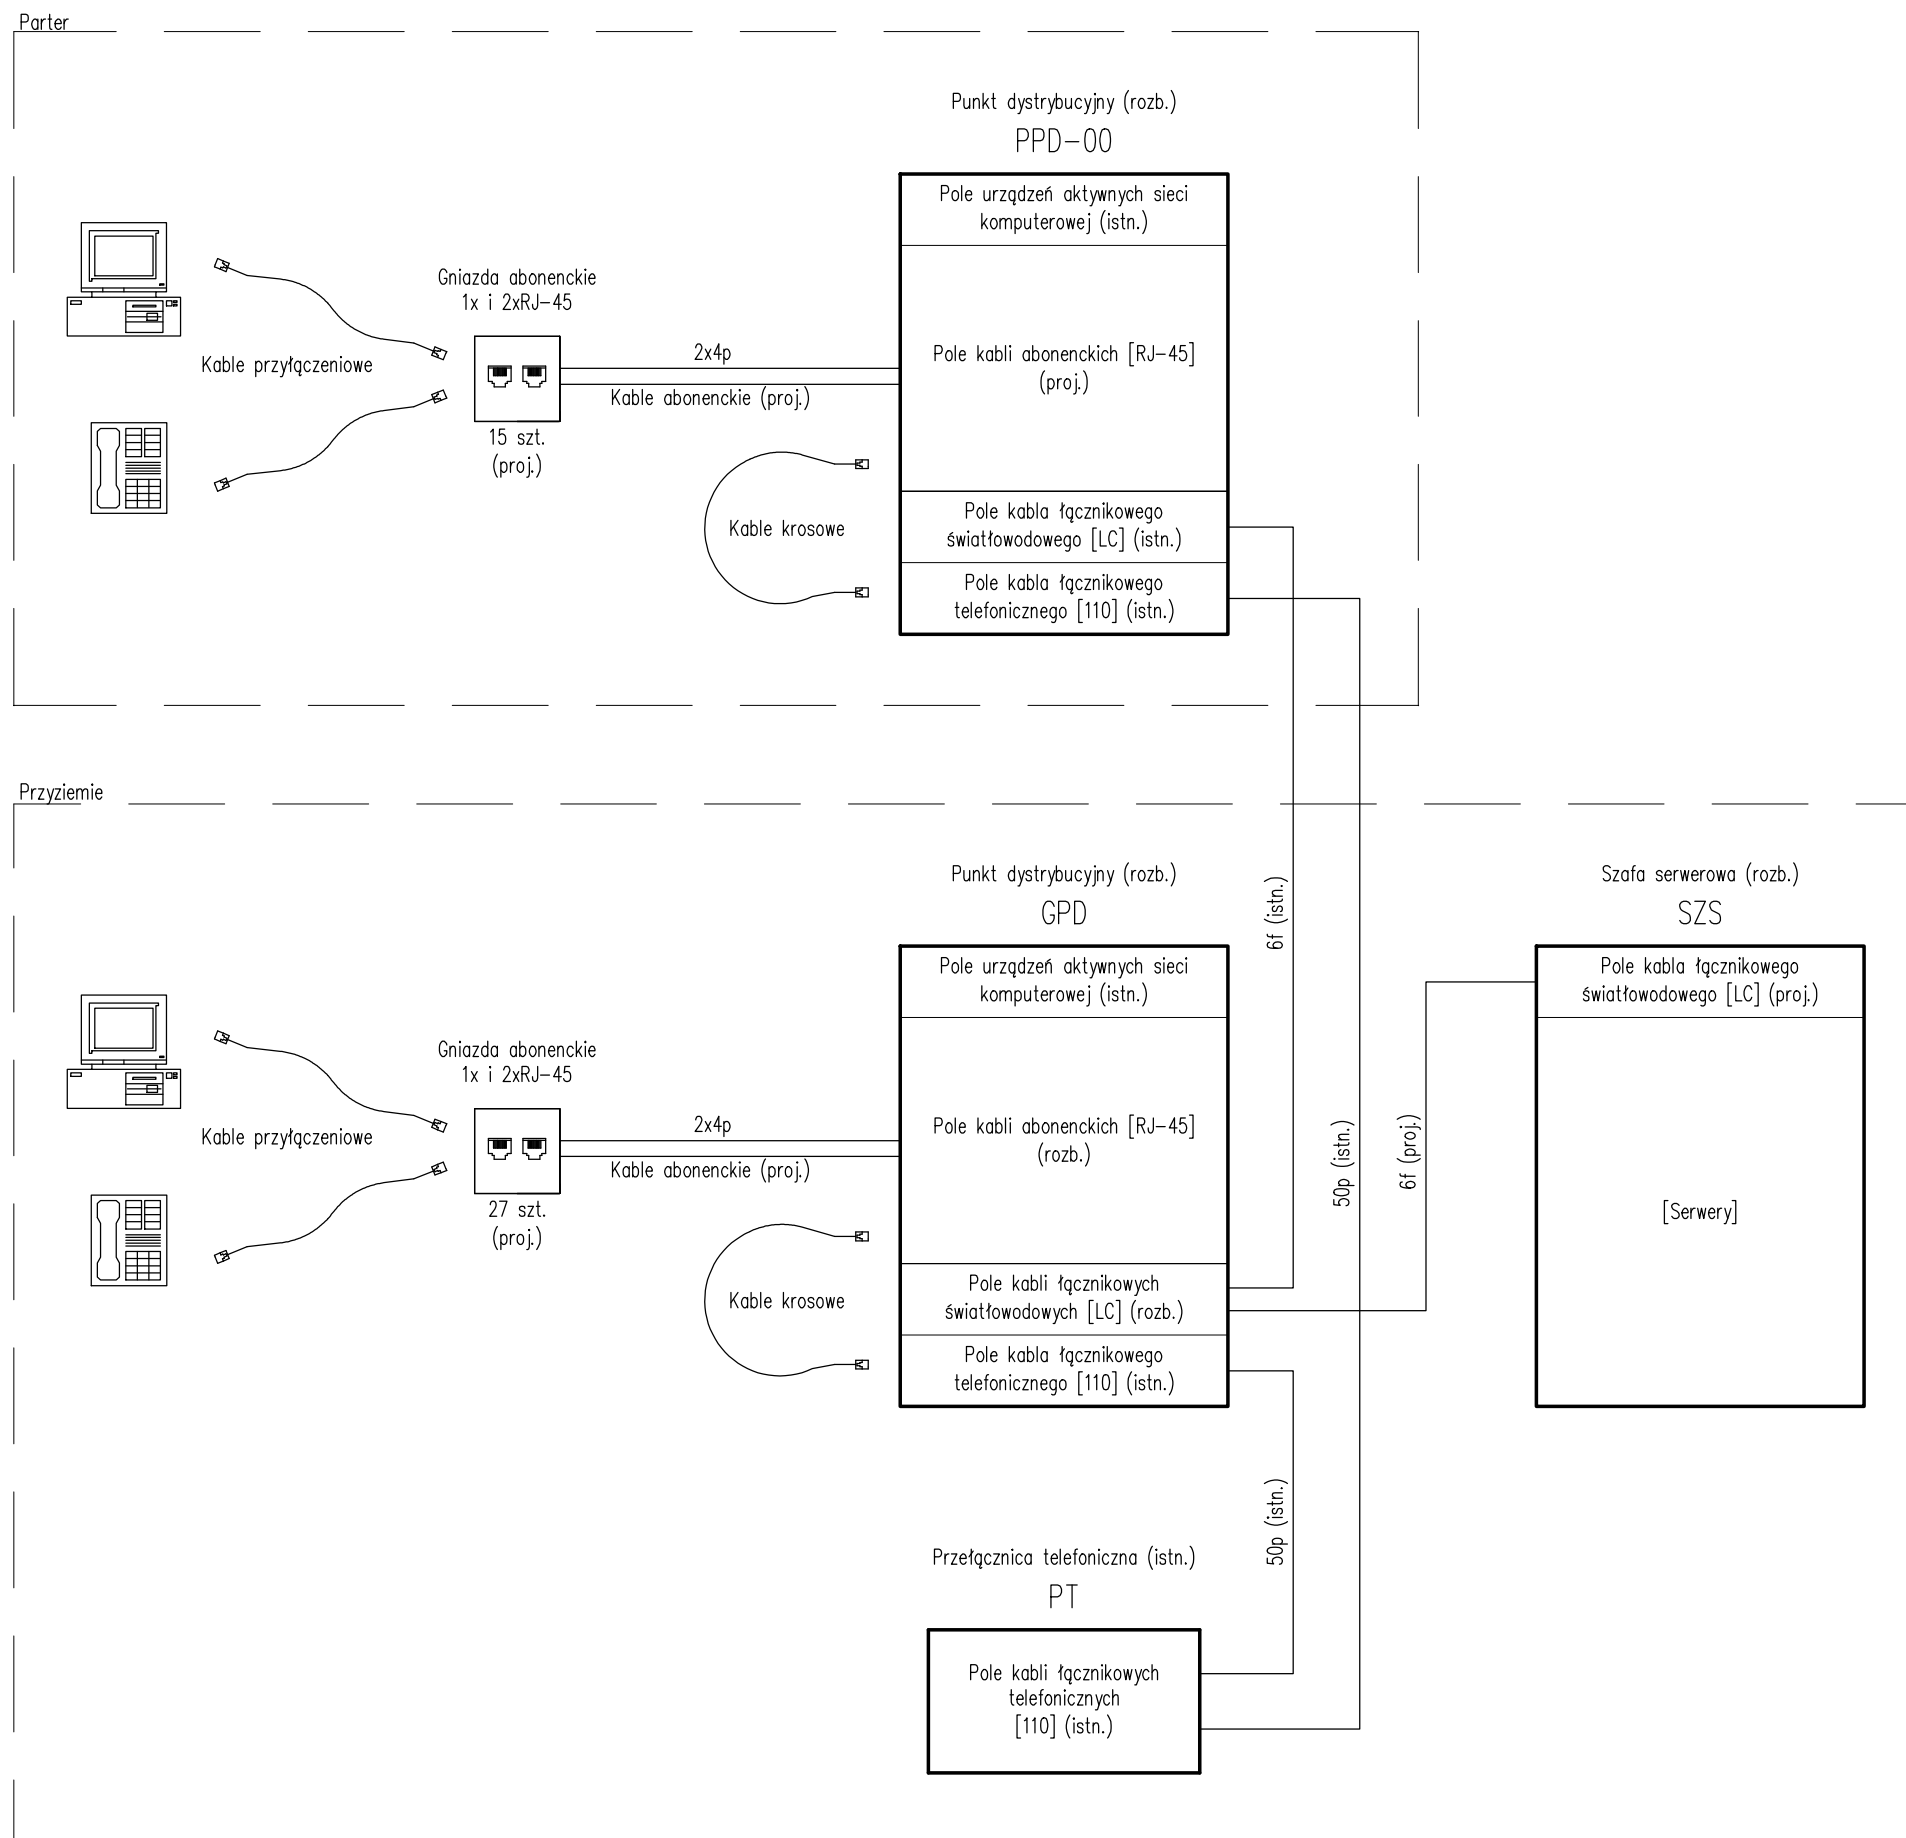 Parter
Punkt dystrybucyjny (rozb.)
PPD-00
Pole urządzeń aktywnych sieci
komputerowej (istn.)
Gniazda abonenckie
1x i 2xRJ-45
Kable przyłączeniowe
2x4p
Kable abonenckie (proj.)
15 szt.
(proj.)
Pole kabli abonenckich [RJ-45]
(proj.)
Kable krosowe
Pole kabla łącznikowego
światłowodowego [LC] (istn.)
Pole kabla łącznikowego
telefonicznego [110] (istn.)
Przyziemie
Punkt dystrybucyjny (rozb.)
GPD
6f (istn.)
Szafa serwerowa (rozb.)
SZS
Pole urządzeń aktywnych sieci
komputerowej (istn.)
Pole kabla łącznikowego
światłowodowego [LC] (proj.)
Gniazda abonenckie
1x i 2xRJ-45
Kable przyłączeniowe
2x4p
Kable abonenckie (proj.)
27 szt.
(proj.)
Pole kabli abonenckich [RJ-45]
(rozb.)
50p (istn.)
6f (proj.)
[Serwery]
Kable krosowe
Pole kabli łącznikowych
światłowodowych [LC] (rozb.)
Pole kabla łącznikowego
telefonicznego [110] (istn.)
50p (istn.)
Przełącznica telefoniczna (istn.)
PT
Pole kabli łącznikowych
telefonicznych
[110] (istn.)